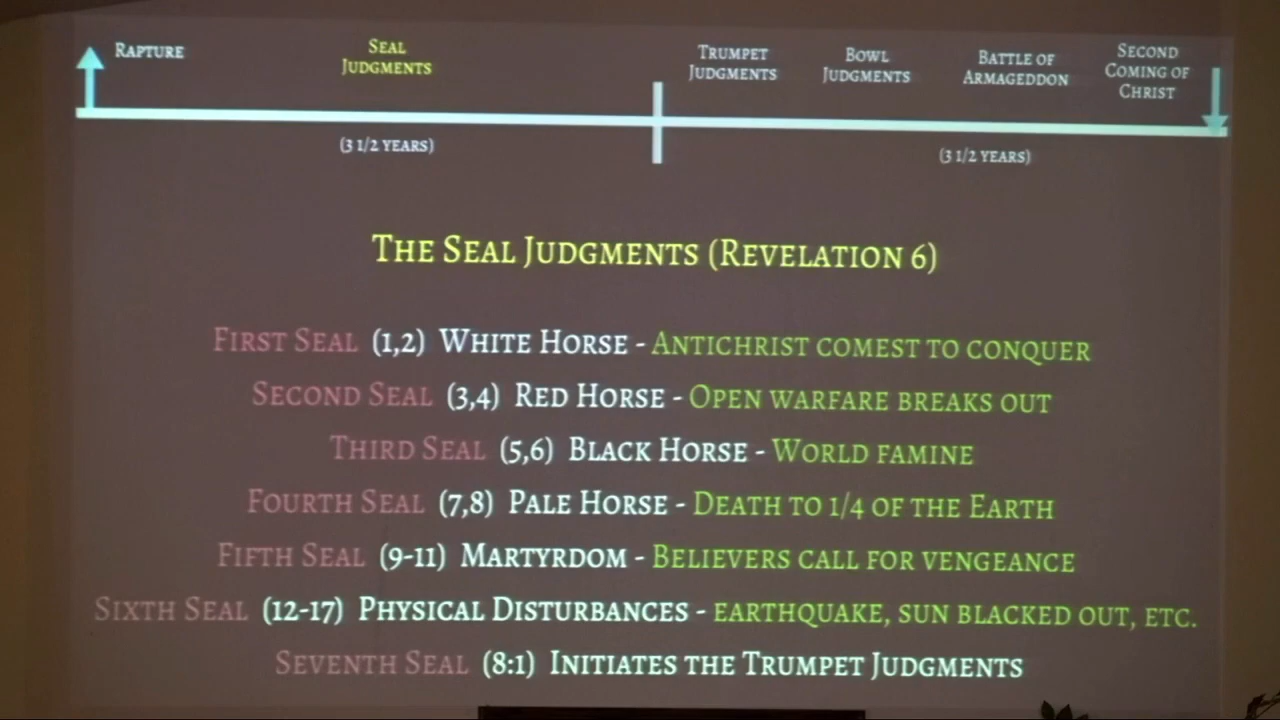 RAPTURE
SEAL
JUDGMENTS
TRUMPET
JUDGMENTS
BOWL
JUDGMENTS
BATTLE OF
ARMAGEDDON
SECOND
COMING OF
CHRIST
(3 1/2 YEARS)
(3 1/2 YEARS)
THE SEAL JUDGMENTS (REVELATION 6)
FIRST SEAL (1,2) WHITE HORSE - ANTICHRIST COMEST TO CONQUER
SECOND SEAL (3,4) RED HORSE - OPEN WARFARE BREAKS OUT
THIRD SEAL (5,6) BLACK HORSE - WORLD FAMINE
FOURTH SEAL (7,8) PALE HORSE - DEATH TO 1/4 OF THE EARTH
FIFTH SEAL (9-11) MARTYRDOM - BELIEVERS CALL FOR VENGEANCE
SIXTH SEAL (12-17) PHYSICAL DISTURBANCES - EARTHQUAKE, SUN BLACKED OUT, ETC.
SEVENTH SEAL (8:1) INITIATES THE TRUMPET JUDGMENTS